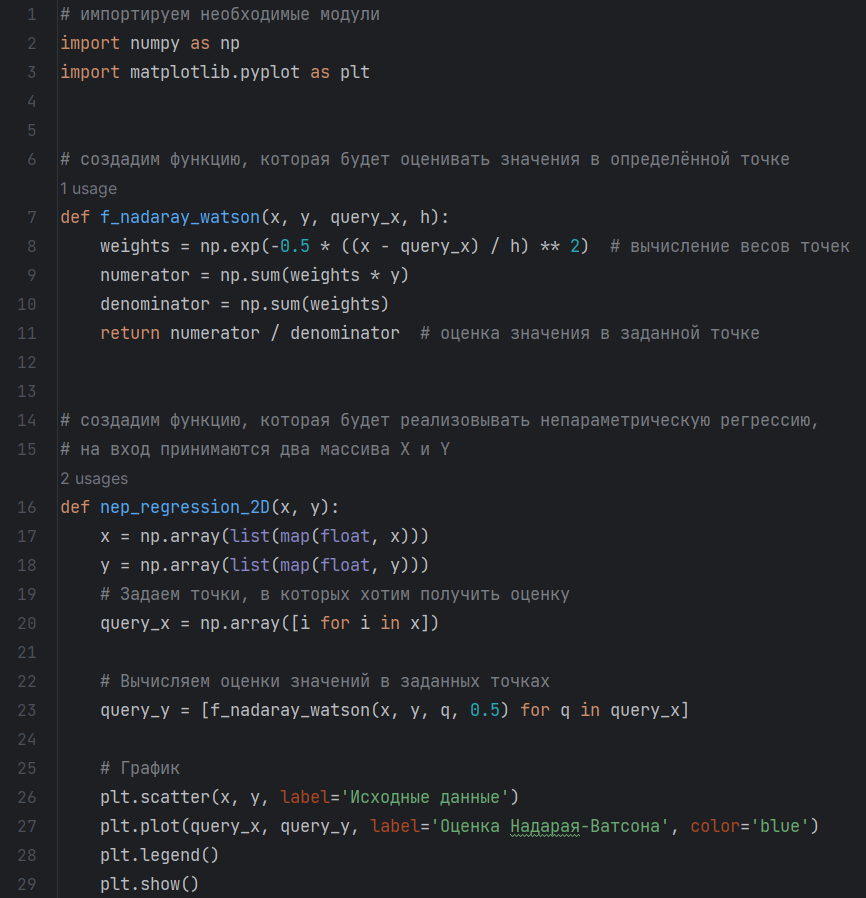 1 # импортируем необходимые модули
2 import numpy as np
3 import matplotlib.pyplot as plt
4
5
6 # создадим функцию, которая будет оценивать значения в определённой точке
1 usage
7 def f_nadaray_watson(x, y, query_x, h):
8     weights = np.exp(-0.5 * ((x - query_x) / h) ** 2)  # вычисление весов точек
9     numerator = np.sum(weights * y)
10     denominator = np.sum(weights)
11     return numerator / denominator  # оценка значения в заданной точке
12
13
14 # создадим функцию, которая будет реализовывать непараметрическую регрессию,
15 # на вход принимаются два массива X и Y
2 usages
16 def nep_regression_2D(x, y):
17     x = np.array(list(map(float, x)))
18     y = np.array(list(map(float, y)))
19     # Задаем точки, в которых хотим получить оценку
20     query_x = np.array([i for i in x])
21
22     # Вычисляем оценки значений в заданных точках
23     query_y = [f_nadaray_watson(x, y, q, 0.5) for q in query_x]
24
25     # График
26     plt.scatter(x, y, label='Исходные данные')
27     plt.plot(query_x, query_y, label='Оценка Надарая-Ватсона', color='blue')
28     plt.legend()
29     plt.show()